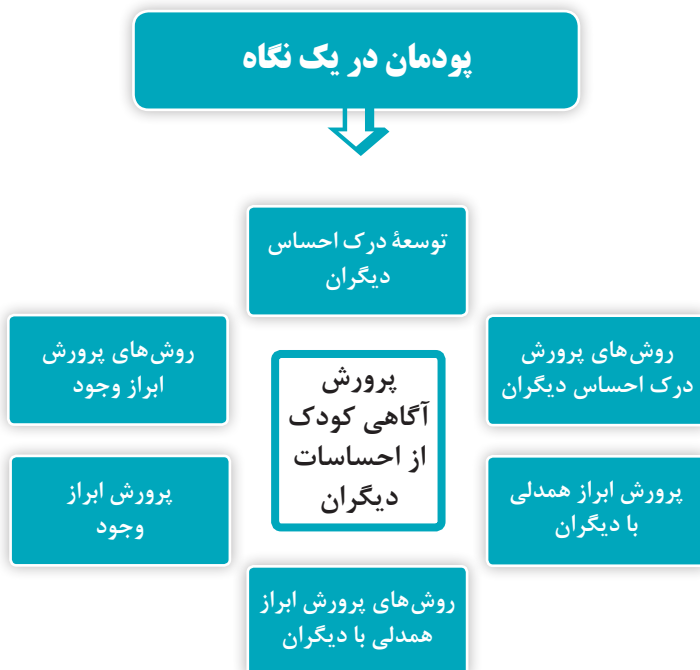 پودمان در یک نگاه
توسعهٔ درک احساس
دیگران
روش‌های پرورش
درک احساس دیگران
پرورش ابراز همدلی
با دیگران
روش‌های پرورش ابراز
همدلی با دیگران
پرورش ابراز
وجود
روش‌های پرورش
ابراز وجود
پرورش
آگاهی کودک
از احساسات
دیگران